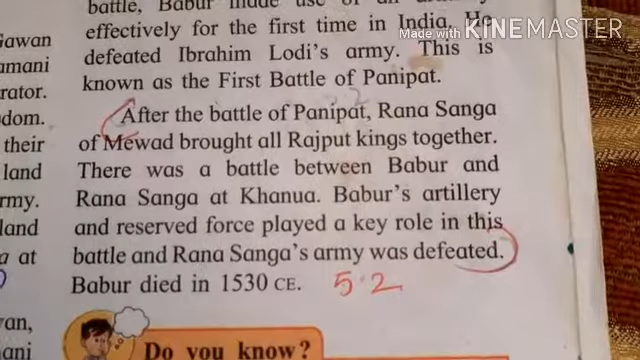 battle, Babur made use of an
effectively for the first time in India. He
defeated Ibrahim Lodi's army. This is
known as the First Battle of Panipat.
After the battle of Panipat, Rana Sanga
of Mewad brought all Rajput kings together.
There was a battle between Babur and
Rana Sanga at Khanua. Babur's artillery
and reserved force played a key role in this
battle and Rana Sanga's army was defeated.
Babur died in 1530 CE. 5.2
Do you know?
Gawan
amani
rator.
dom.
their
land
rmy.
land
a at
van,
ani
Made with KINEMASTER